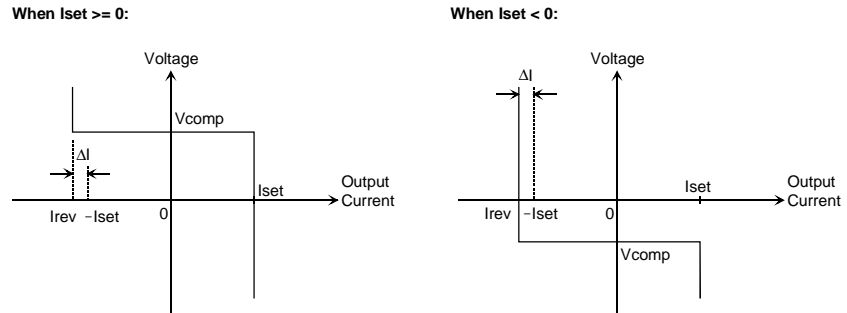 When Iset >= 0:
Voltage
Vcomp
ΔI
Iset
Output
Current
Irev
−Iset
0
When Iset < 0:
Voltage
ΔI
Iset
Output
Current
Irev
−Iset
0
Vcomp